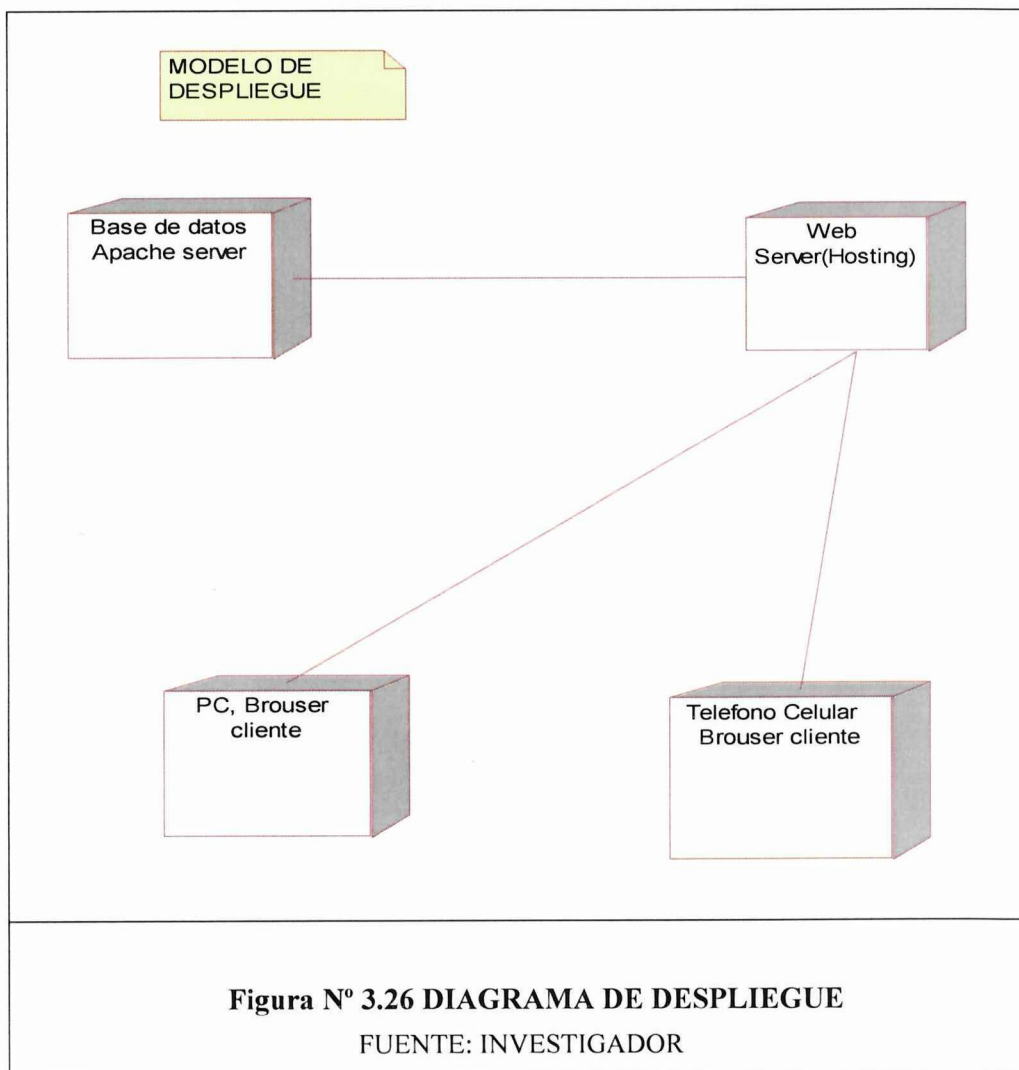 MODELO DE
DESPLIEGUE
Base de datos
Apache server
Web
Server(Hosting)
PC, Brouser
cliente
Telefono Celular
Brouser cliente
Figura Nº 3.26 DIAGRAMA DE DESPLIEGUE
FUENTE: INVESTIGADOR